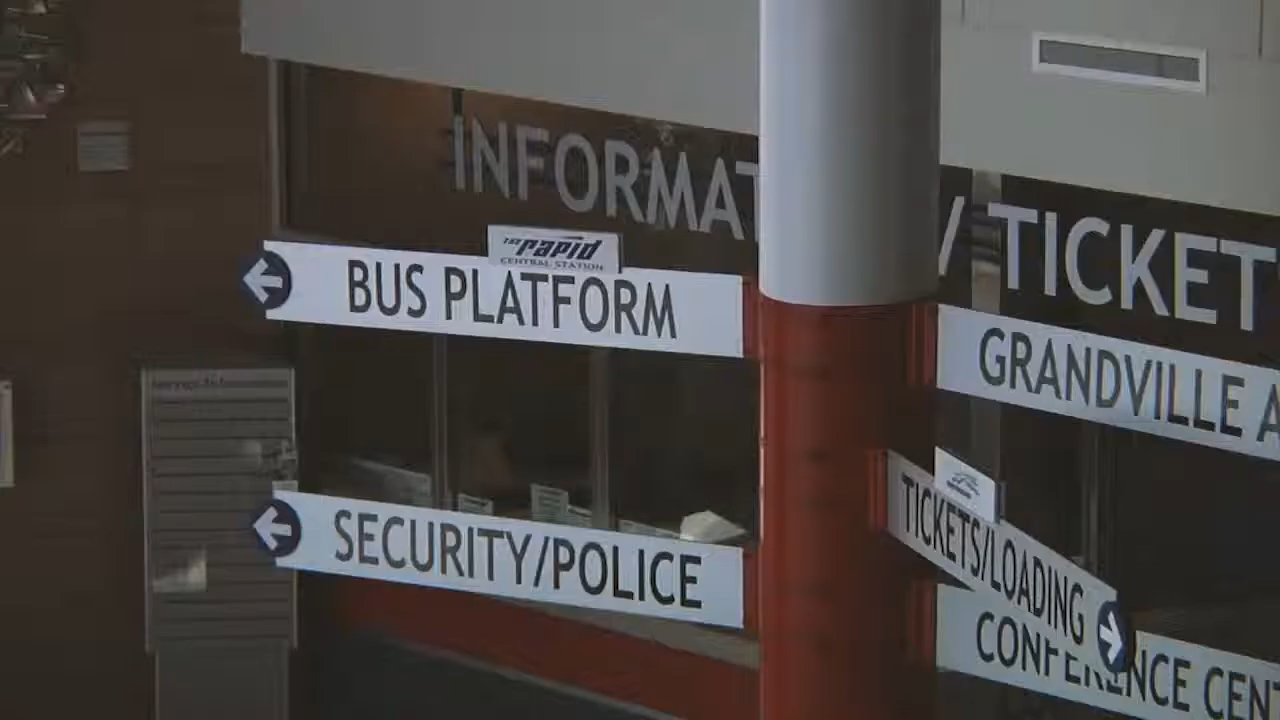 INFORMAT / TICKET
THE rapid
CENTRAL STATION
BUS PLATFORM
GRANDVILLE A
SECURITY/POLICE
TICKETS/LOADING
CONFERENCE CEN